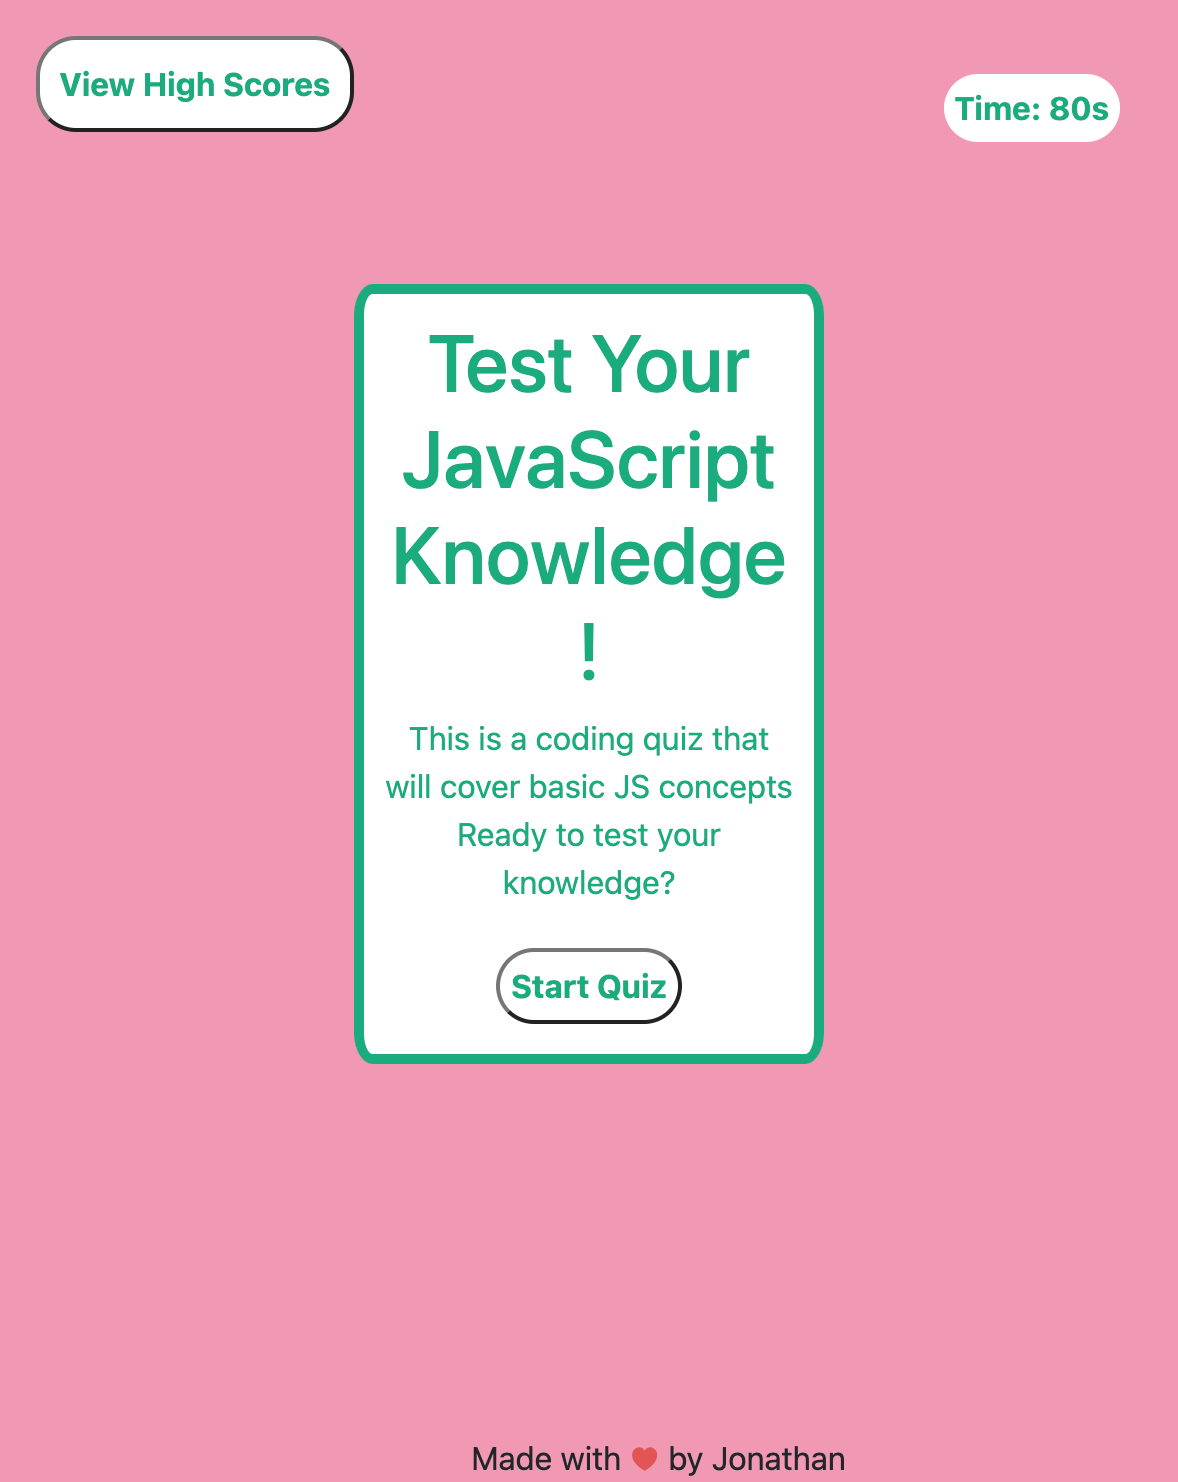 View High Scores
Time: 80s
Test Your
JavaScript
Knowledge
!
This is a coding quiz that
will cover basic JS concepts
Ready to test your
knowledge?
Start Quiz
Made with ❤️ by Jonathan